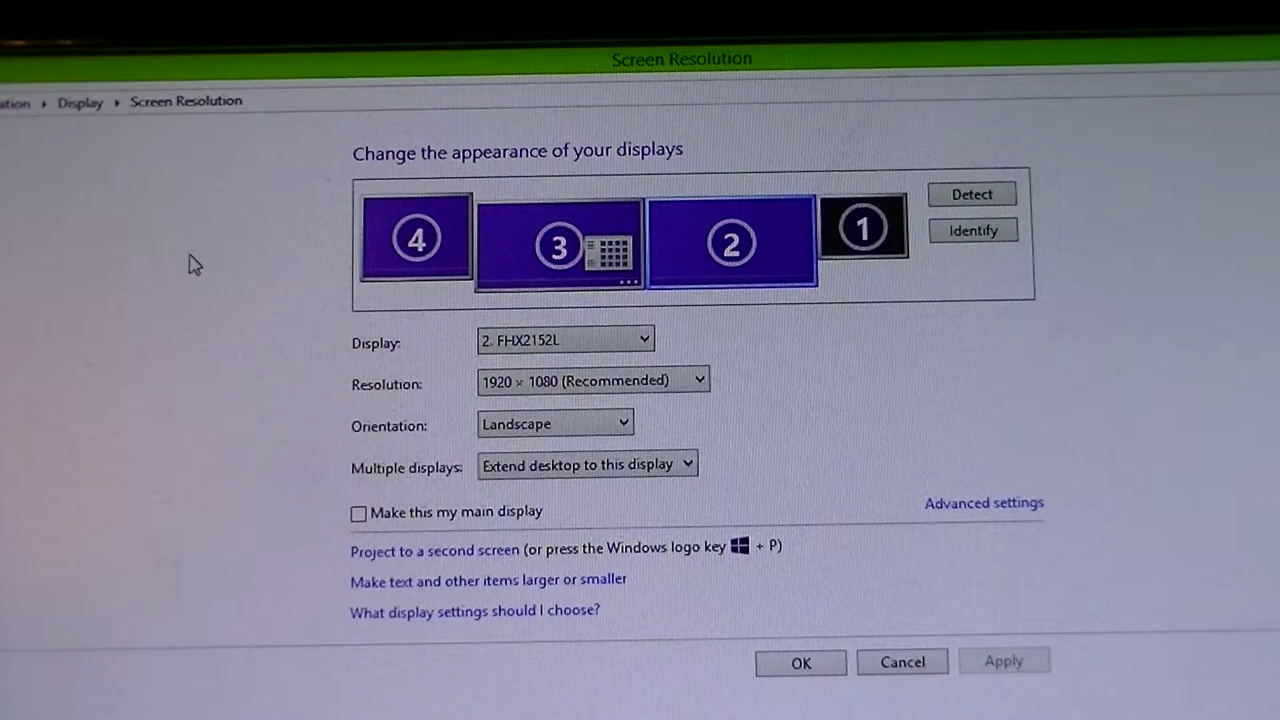 Screen Resolution
Display ▸ Screen Resolution
Change the appearance of your displays
4
3
2
1
Detect
Identify
Display: 2. FHX2152L
Resolution: 1920 × 1080 (Recommended)
Orientation: Landscape
Multiple displays: Extend desktop to this display
Make this my main display
Advanced settings
Project to a second screen (or press the Windows logo key + P)
Make text and other items larger or smaller
What display settings should I choose?
OK Cancel Apply